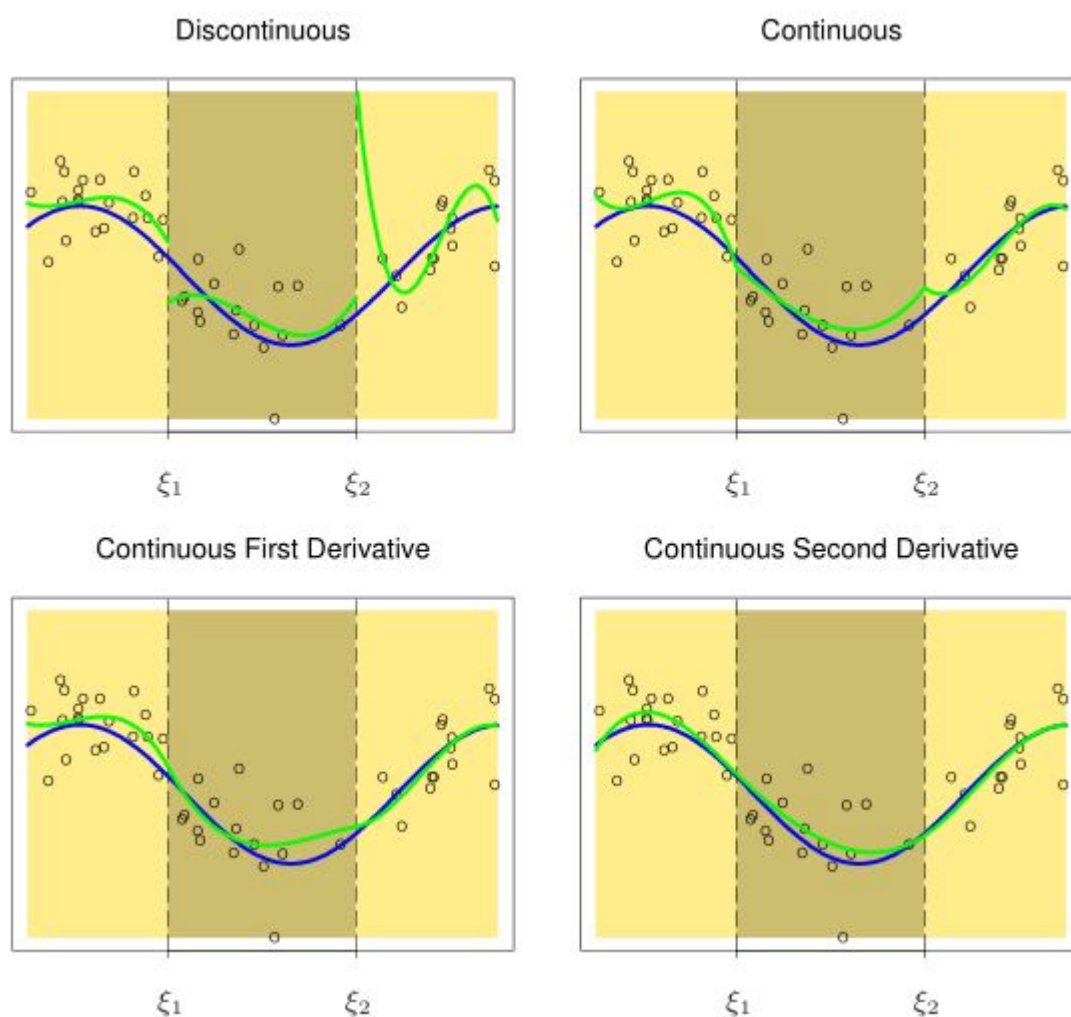 Discontinuous
Continuous
ξ₁ ξ₂
ξ₁ ξ₂
Continuous First Derivative
Continuous Second Derivative
ξ₁ ξ₂
ξ₁ ξ₂